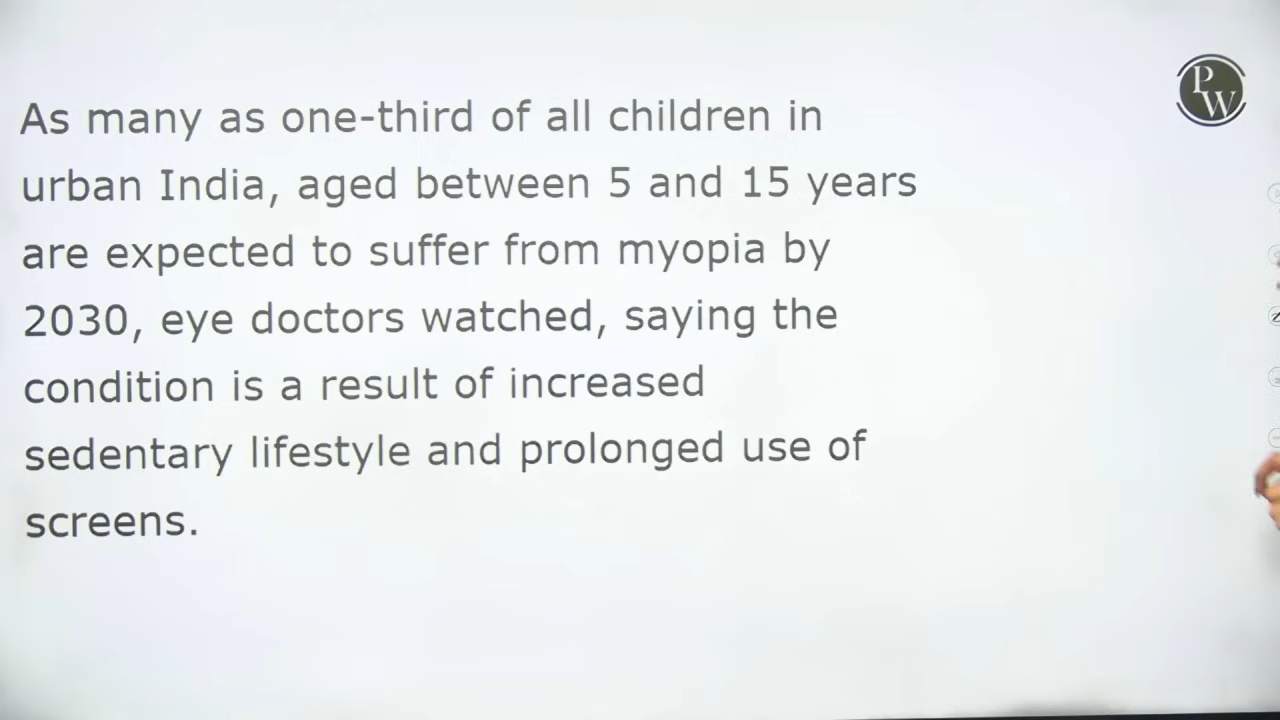 As many as one-third of all children in
urban India, aged between 5 and 15 years
are expected to suffer from myopia by
2030, eye doctors watched, saying the
condition is a result of increased
sedentary lifestyle and prolonged use of
screens.
PW